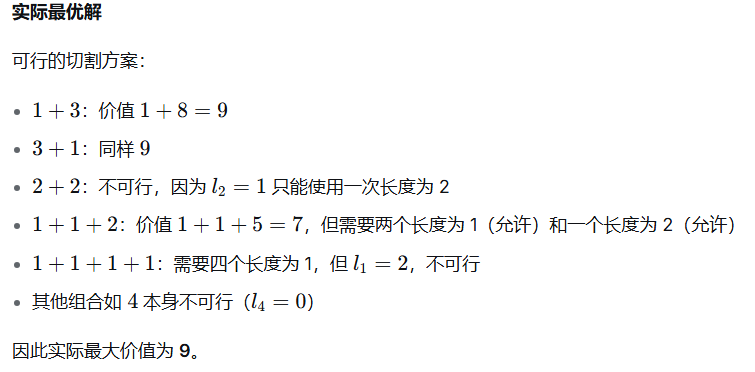 实际最优解
可行的切割方案：
• 1 + 3：价值 1 + 8 = 9
• 3 + 1：同样 9
• 2 + 2：不可行，因为 l₂ = 1 只能使用一次长度为 2
• 1 + 1 + 2：价值 1 + 1 + 5 = 7，但需要两个长度为 1（允许）和一个长度为 2（允许）
• 1 + 1 + 1 + 1：需要四个长度为 1，但 l₁ = 2，不可行
• 其他组合如 4 本身不可行（l₄ = 0）
因此实际最大价值为 9。